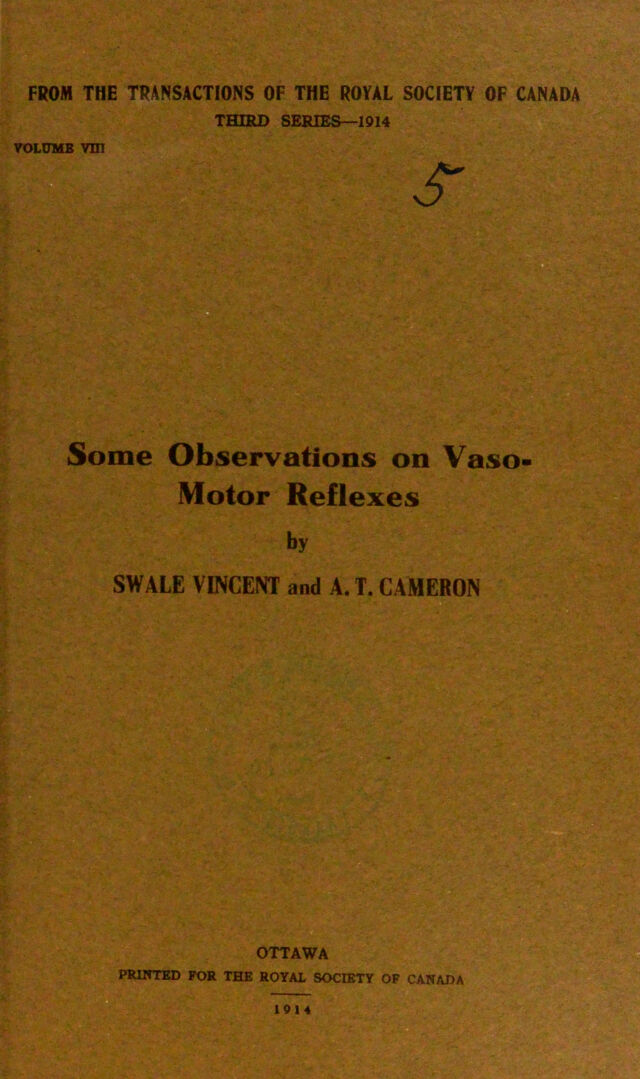 FROM THE TRANSACTIONS OF THE ROYAL SOCIETY OF CANADA
THIRD SERIES—1914
VOLUME VIII
5
Some Observations on Vaso-
Motor Reflexes
by
SWALE VINCENT and A. T. CAMERON
OTTAWA
PRINTED FOR THE ROYAL SOCIETY OF CANADA
1914